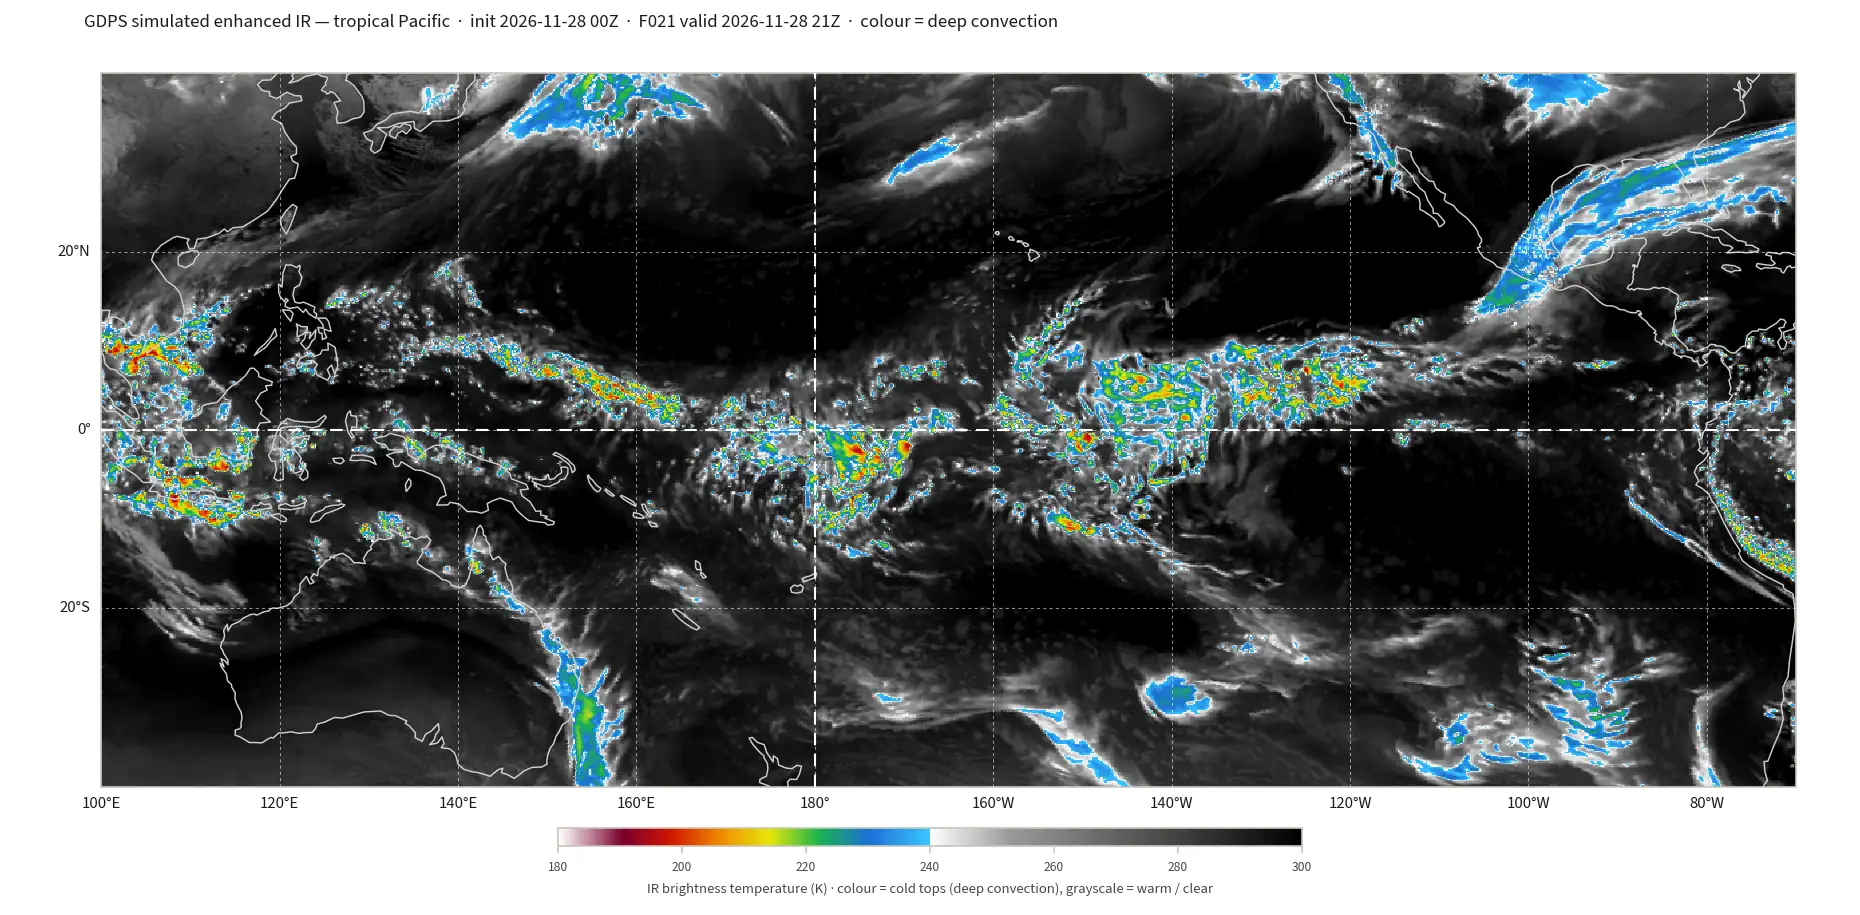 GDPS simulated enhanced IR — tropical Pacific · init 2026-11-28 00Z · F021 valid 2026-11-28 21Z · colour = deep convection
20°N
0°
20°S
100°E 120°E 140°E 160°E 180° 160°W 140°W 120°W 100°W 80°W
180 200 220 240 260 280 300
IR brightness temperature (K) · colour = cold tops (deep convection), grayscale = warm / clear